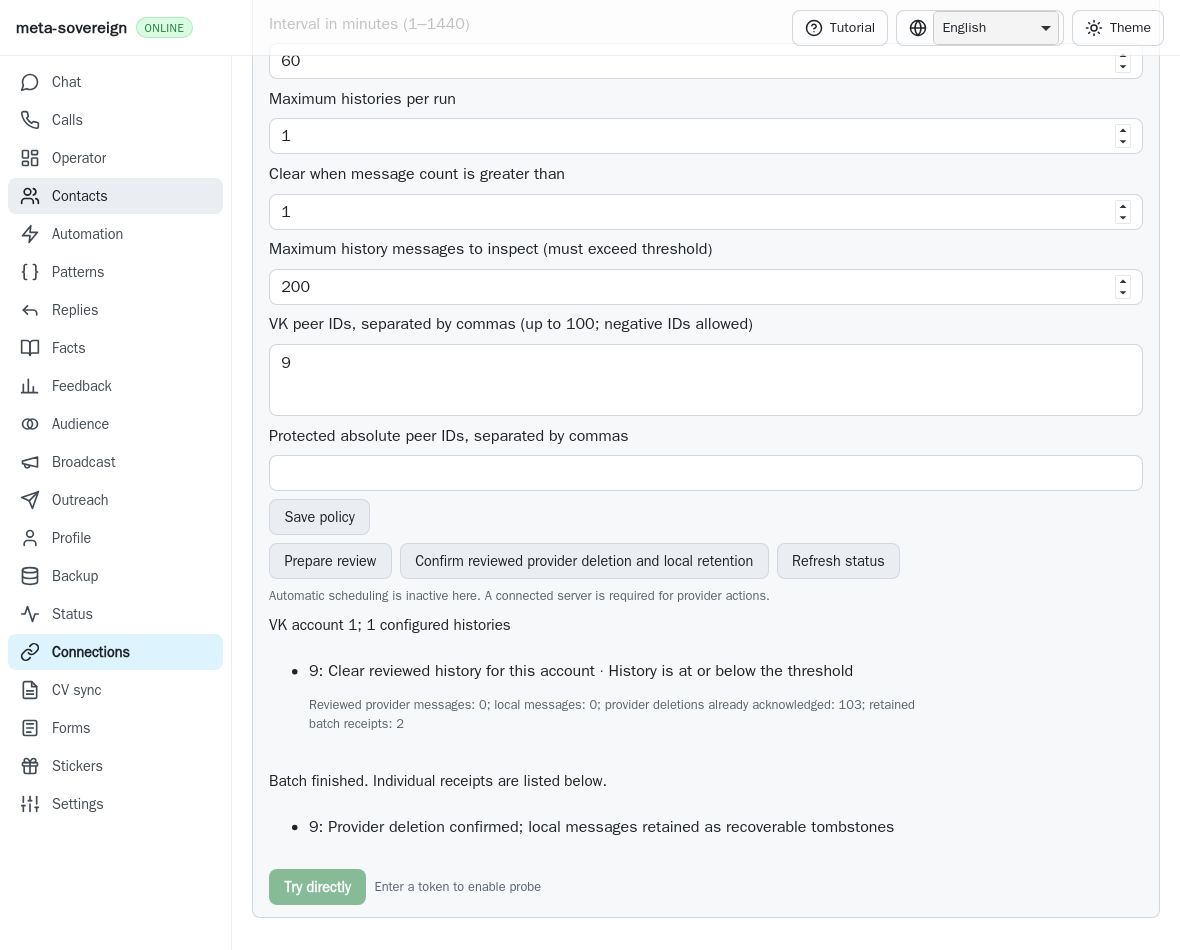 meta-sovereign ONLINE
Tutorial
English
Theme
Chat
Calls
Operator
Contacts
Automation
Patterns
Replies
Facts
Feedback
Audience
Broadcast
Outreach
Profile
Backup
Status
Connections
CV sync
Forms
Stickers
Settings
Interval in minutes (1–1440)
60
Maximum histories per run
1
Clear when message count is greater than
1
Maximum history messages to inspect (must exceed threshold)
200
VK peer IDs, separated by commas (up to 100; negative IDs allowed)
9
Protected absolute peer IDs, separated by commas
Save policy
Prepare review
Confirm reviewed provider deletion and local retention
Refresh status
Automatic scheduling is inactive here. A connected server is required for provider actions.
VK account 1; 1 configured histories
• 9: Clear reviewed history for this account · History is at or below the threshold
Reviewed provider messages: 0; local messages: 0; provider deletions already acknowledged: 103; retained
batch receipts: 2
Batch finished. Individual receipts are listed below.
• 9: Provider deletion confirmed; local messages retained as recoverable tombstones
Try directly
Enter a token to enable probe